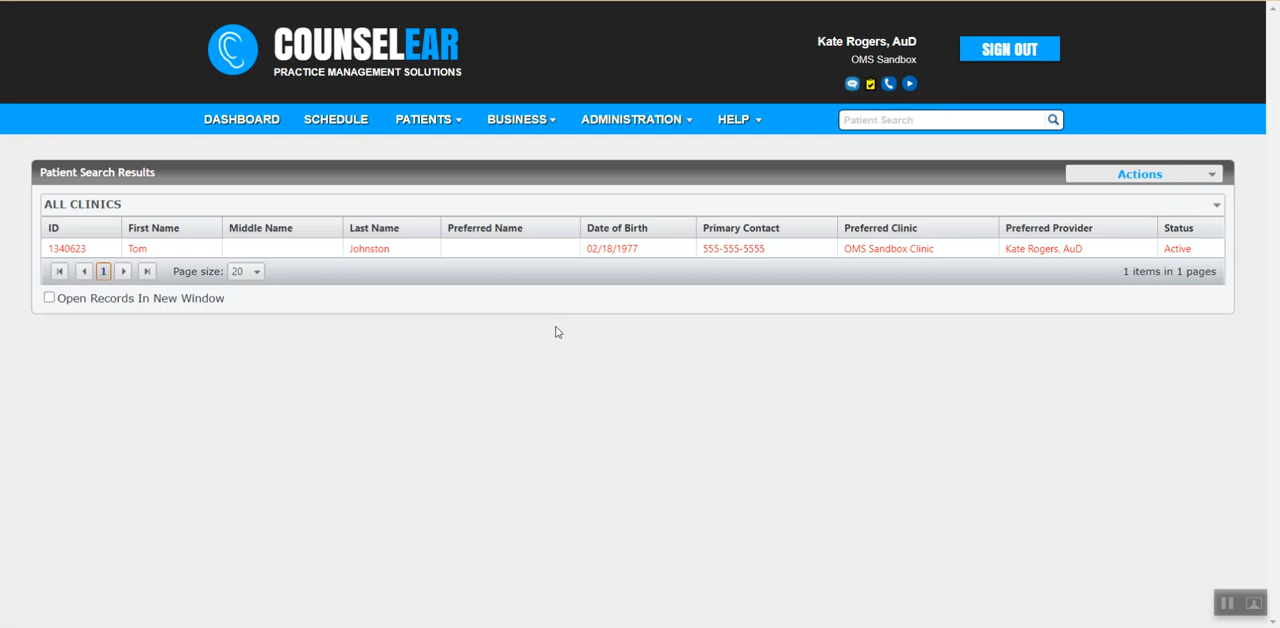 COUNSELEAR
PRACTICE MANAGEMENT SOLUTIONS
Kate Rogers, AuD
OMS Sandbox
SIGN OUT
DASHBOARD SCHEDULE PATIENTS BUSINESS ADMINISTRATION HELP Patient Search
Patient Search Results Actions
ALL CLINICS
ID First Name Middle Name Last Name Preferred Name Date of Birth Primary Contact Preferred Clinic Preferred Provider Status
1340623 Tom Johnston 02/18/1977 555-555-5555 OMS Sandbox Clinic Kate Rogers, AuD Active
1 Page size: 20 1 items in 1 pages
Open Records In New Window